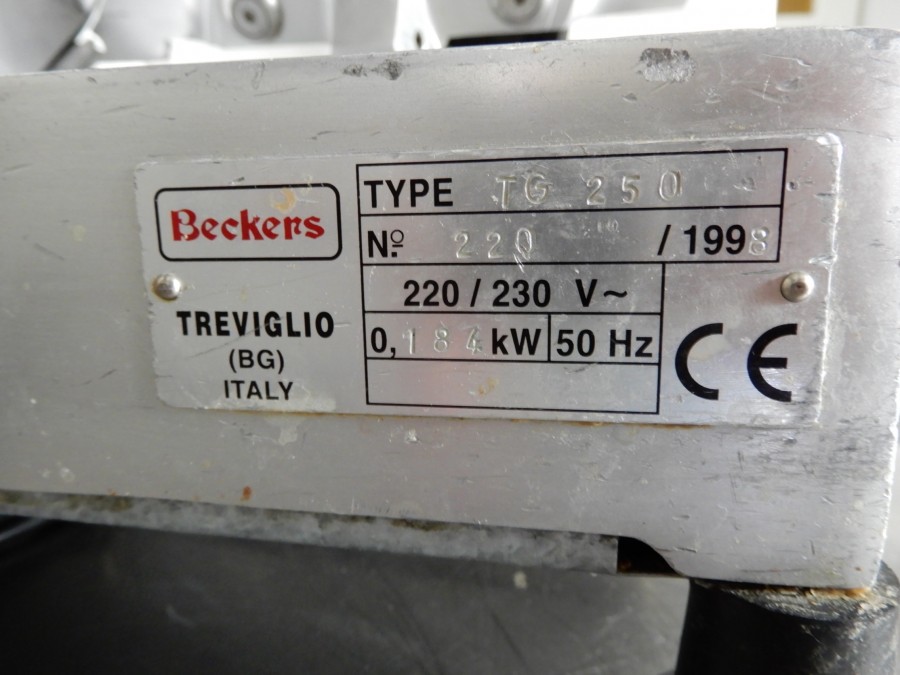 Beckers
TREVIGLIO
(BG)
ITALY
TYPE TG 250
Nº 220 / 1998
220 / 230 V~
0,184 kW 50 Hz
CE